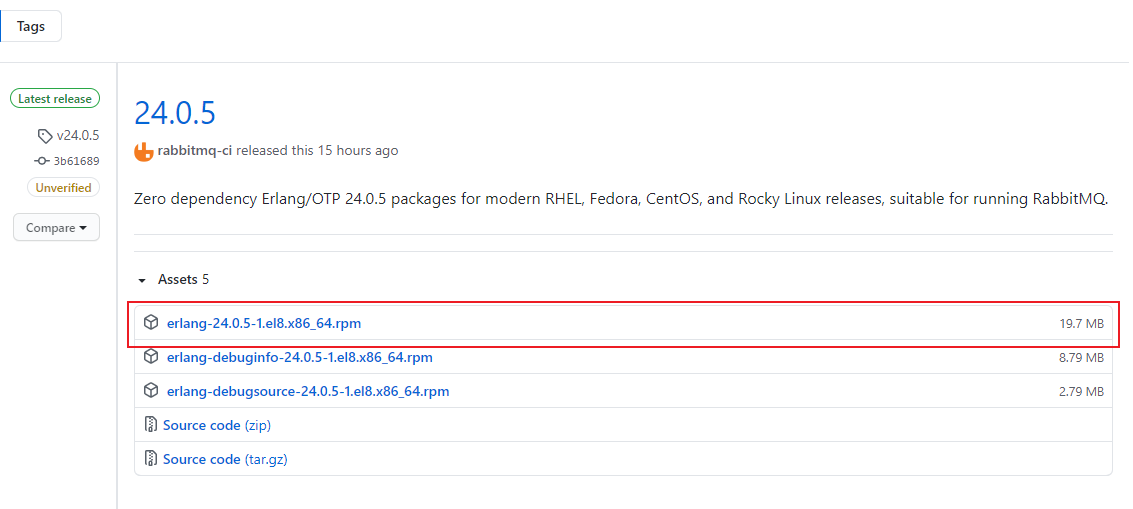 Tags
Latest release
v24.0.5
3b61689
Unverified
Compare
24.0.5
rabbitmq-ci released this 15 hours ago
Zero dependency Erlang/OTP 24.0.5 packages for modern RHEL, Fedora, CentOS, and Rocky Linux releases, suitable for running RabbitMQ.
Assets 5
erlang-24.0.5-1.el8.x86_64.rpm 19.7 MB
erlang-debuginfo-24.0.5-1.el8.x86_64.rpm 8.79 MB
erlang-debugsource-24.0.5-1.el8.x86_64.rpm 2.79 MB
Source code (zip)
Source code (tar.gz)